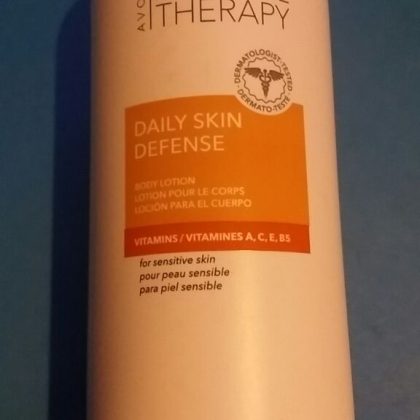 THERAPY
DERMATOLOGIST-TESTED
DERMATO-TESTÉ
DAILY SKIN
DEFENSE
BODY LOTION
LOTION POUR LE CORPS
LOCIÓN PARA EL CUERPO
VITAMINS / VITAMINES A, C, E, B5
for sensitive skin
pour peau sensible
para piel sensible